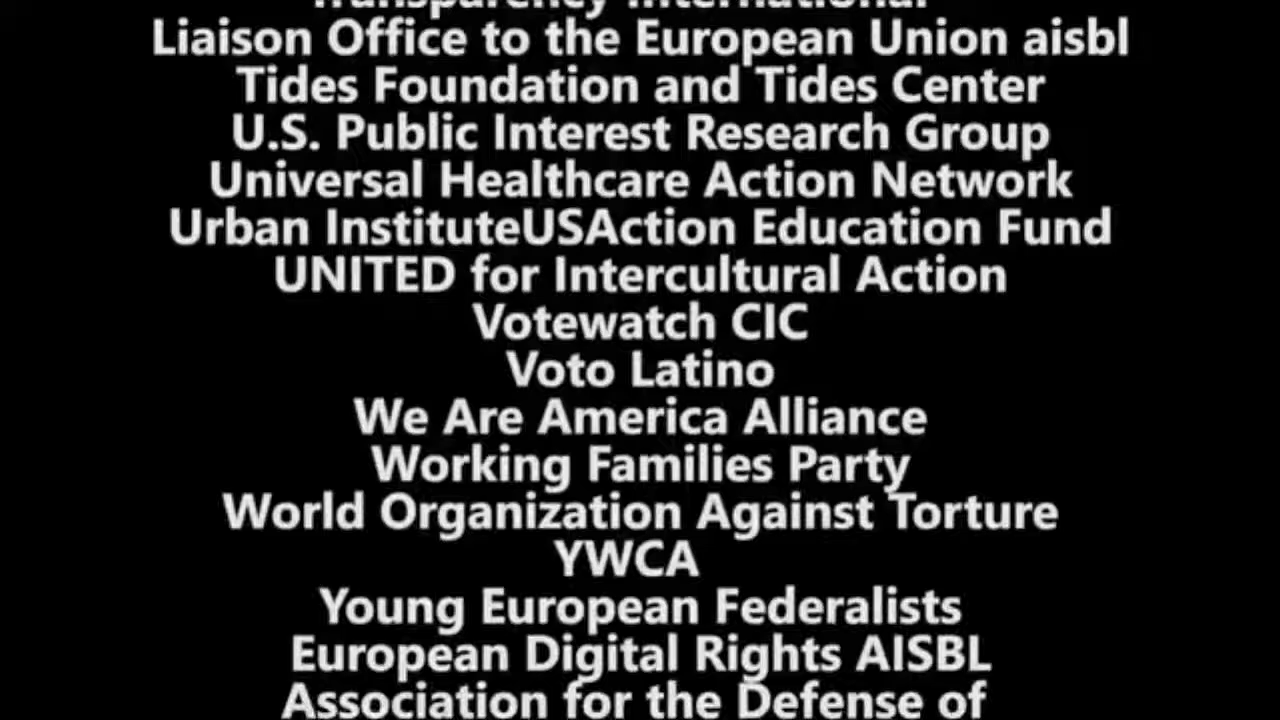 Transparency International
Liaison Office to the European Union aisbl
Tides Foundation and Tides Center
U.S. Public Interest Research Group
Universal Healthcare Action Network
Urban InstituteUSAction Education Fund
UNITED for Intercultural Action
Votewatch CIC
Voto Latino
We Are America Alliance
Working Families Party
World Organization Against Torture
YWCA
Young European Federalists
European Digital Rights AISBL
Association for the Defense of